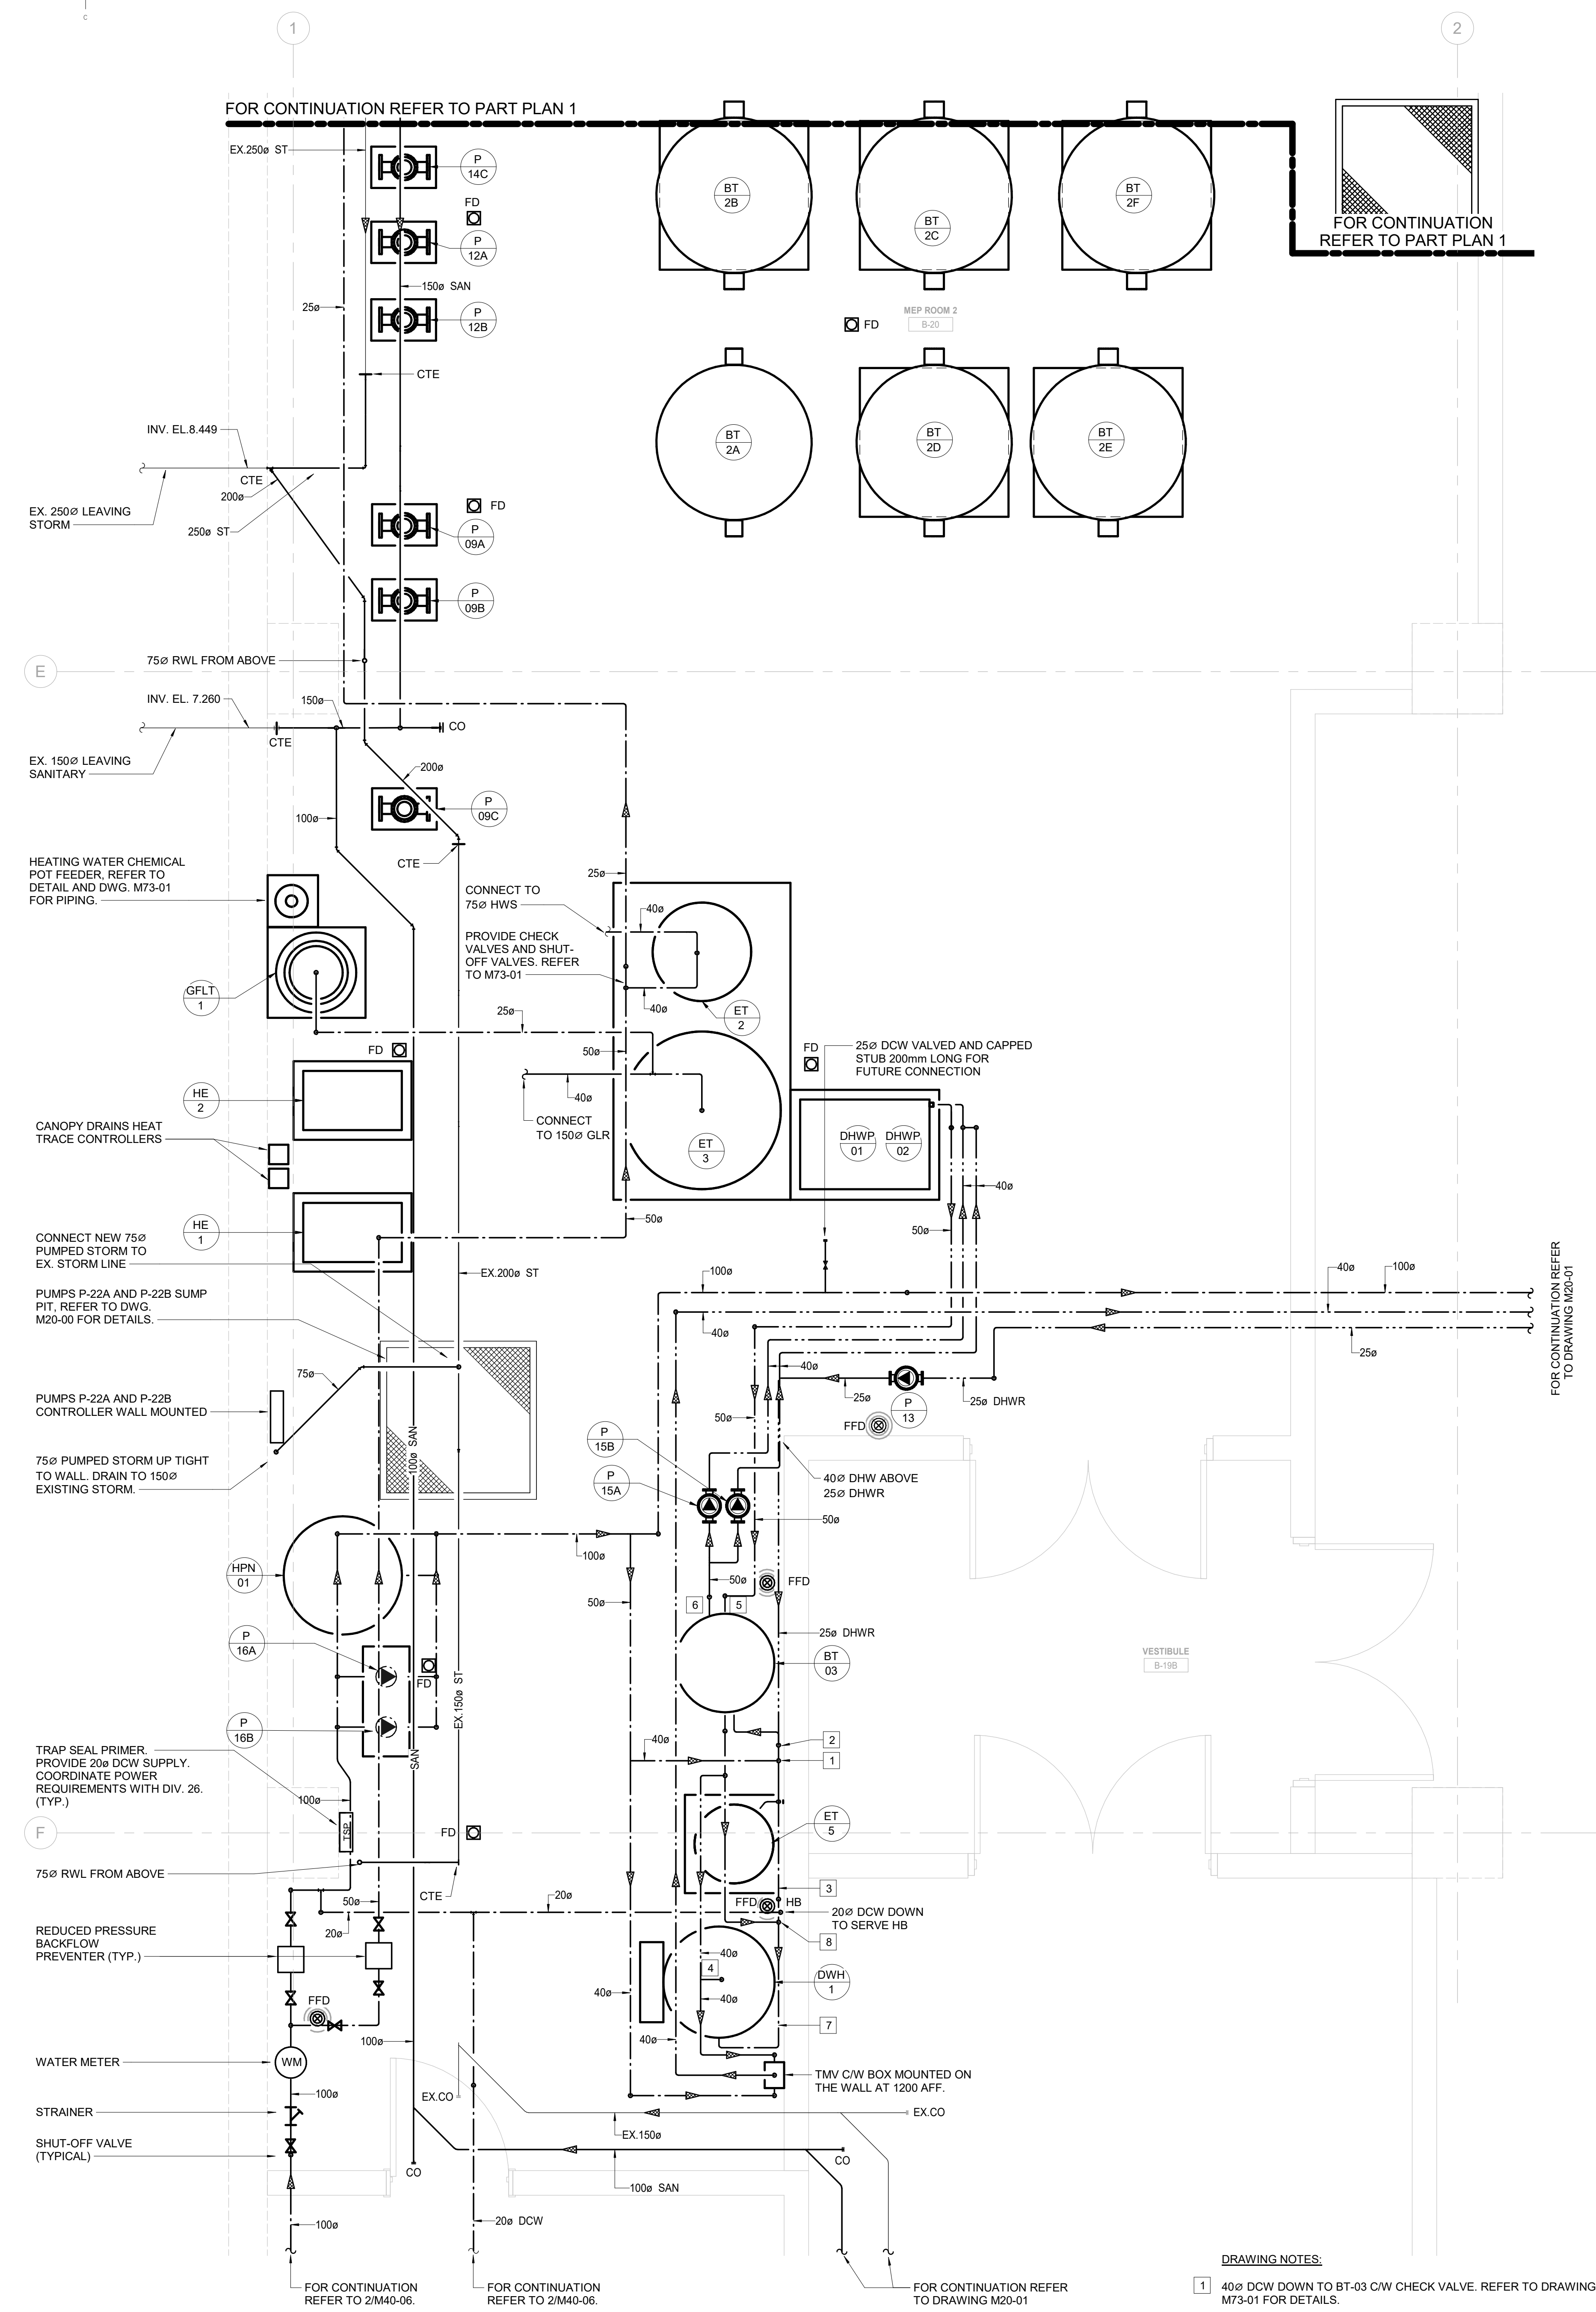 C
1
2
FOR CONTINUATION REFER TO PART PLAN 1
EX.250ø ST
P
14C
FD
P
12A
150ø SAN
25ø
P
12B
CTE
BT
2B
BT
2C
BT
2F
FOR CONTINUATION
REFER TO PART PLAN 1
MEP ROOM 2
B-20
FD
BT
2A
BT
2D
BT
2E
INV. EL.8.449
CTE
200ø
EX. 250Ø LEAVING
STORM
250ø ST
FD
P
09A
P
09B
E
75Ø RWL FROM ABOVE
INV. EL. 7.260
150ø
CO
CTE
EX. 150Ø LEAVING
SANITARY
200ø
P
09C
100ø
CTE
HEATING WATER CHEMICAL
POT FEEDER, REFER TO
DETAIL AND DWG. M73-01
FOR PIPING.
25ø
CONNECT TO
75Ø HWS
40ø
PROVIDE CHECK
VALVES AND SHUT-
OFF VALVES. REFER
TO M73-01
GFLT
1
40ø
ET
2
25ø
FD
50ø
FD
25Ø DCW VALVED AND CAPPED
STUB 200mm LONG FOR
FUTURE CONNECTION
HE
2
40ø
CONNECT
TO 150Ø GLR
CANOPY DRAINS HEAT
TRACE CONTROLLERS
ET
3
DHWP
01
DHWP
02
40ø
HE
1
50ø
50ø
CONNECT NEW 75Ø
PUMPED STORM TO
EX. STORM LINE
EX.200ø ST
100ø
40ø
100ø
FOR CONTINUATION REFER
TO DRAWING M20-01
PUMPS P-22A AND P-22B SUMP
PIT, REFER TO DWG.
M20-00 FOR DETAILS.
40ø
25ø
75ø
40ø
25ø
25ø DHWR
P
13
PUMPS P-22A AND P-22B
CONTROLLER WALL MOUNTED
50ø
FFD
100ø SAN
P
15B
75Ø PUMPED STORM UP TIGHT
TO WALL. DRAIN TO 150Ø
EXISTING STORM.
P
15A
40Ø DHW ABOVE
25Ø DHWR
50ø
100ø
HPN
01
50ø
FFD
50ø
6
5
P
16A
25ø DHWR
BT
03
VESTIBULE
B-19B
FD
EX.150ø ST
P
16B
40ø
2
1
SAN
TRAP SEAL PRIMER.
PROVIDE 20ø DCW SUPPLY.
COORDINATE POWER
REQUIREMENTS WITH DIV. 26.
(TYP.)
100ø
TSP
ET
5
F
FD
75Ø RWL FROM ABOVE
CTE
3
50ø
20ø
FFD
HB
20Ø DCW DOWN
TO SERVE HB
20ø
REDUCED PRESSURE
BACKFLOW
PREVENTER (TYP.)
8
40ø
4
DWH
1
40ø
40ø
FFD
7
100ø
40ø
WATER METER
WM
TMV C/W BOX MOUNTED ON
THE WALL AT 1200 AFF.
100ø
EX.CO
STRAINER
EX.CO
EX.150ø
SHUT-OFF VALVE
(TYPICAL)
CO
CO
100ø SAN
100ø
20ø DCW
FOR CONTINUATION
REFER TO 2/M40-06.
FOR CONTINUATION
REFER TO 2/M40-06.
FOR CONTINUATION REFER
TO DRAWING M20-01
DRAWING NOTES:
1 40Ø DCW DOWN TO BT-03 C/W CHECK VALVE. REFER TO DRAWING
M73-01 FOR DETAILS.